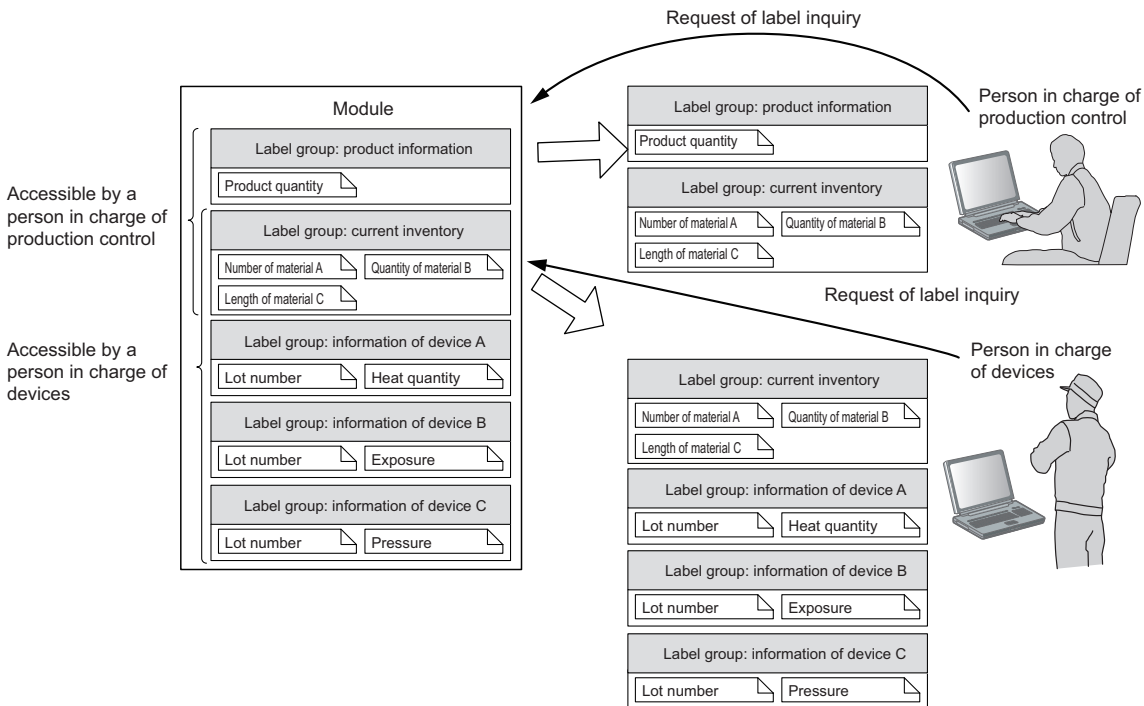 Request of label inquiry
Module
Label group: product information
Product quantity
Label group: current inventory
Number of material A
Quantity of material B
Length of material C
Label group: information of device A
Lot number
Heat quantity
Label group: information of device B
Lot number
Exposure
Label group: information of device C
Lot number
Pressure
Accessible by a
person in charge of
production control
Accessible by a
person in charge of
devices
Label group: product information
Product quantity
Label group: current inventory
Number of material A
Quantity of material B
Length of material C
Person in charge of
production control
Request of label inquiry
Person in charge
of devices
Label group: current inventory
Number of material A
Quantity of material B
Length of material C
Label group: information of device A
Lot number
Heat quantity
Label group: information of device B
Lot number
Exposure
Label group: information of device C
Lot number
Pressure